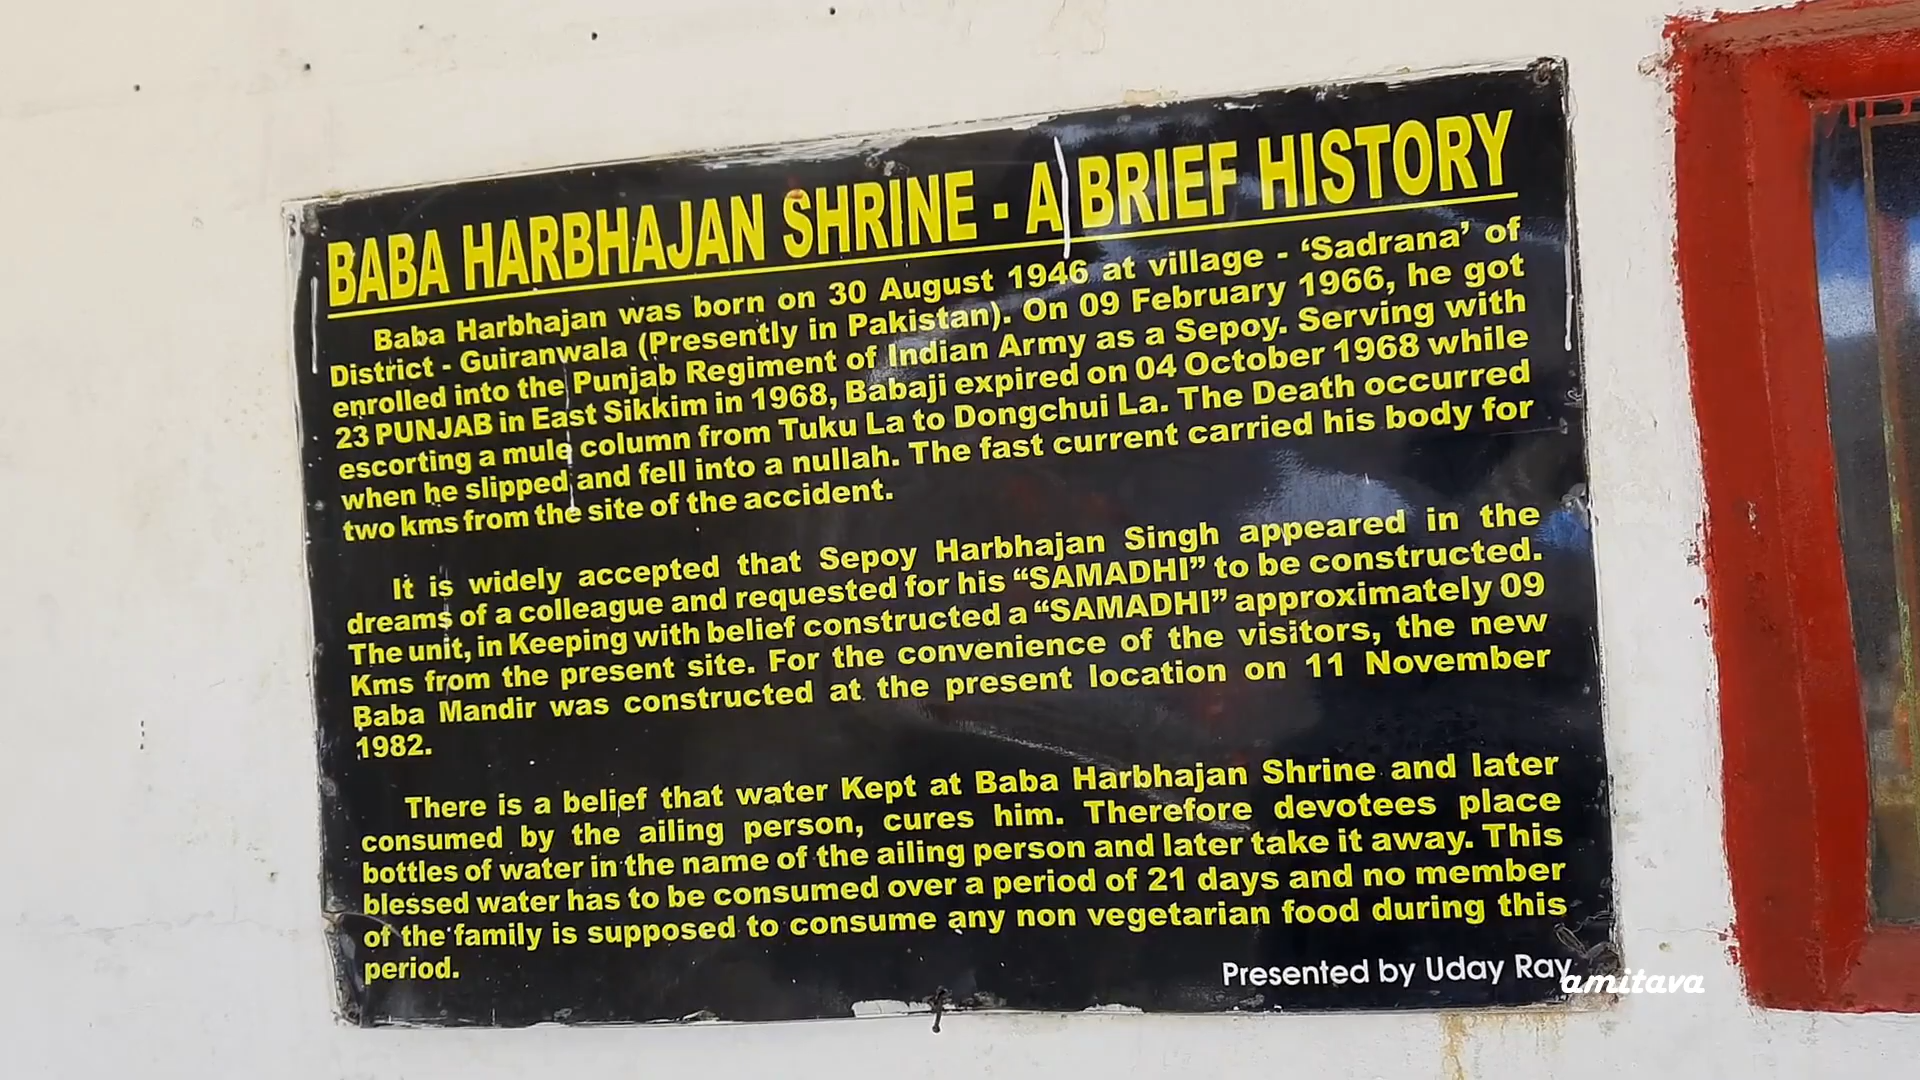 BABA HARBHAJAN SHRINE - A BRIEF HISTORY
Baba Harbhajan was born on 30 August 1946 at village - ‘Sadrana’ of
District - Guiranwala (Presently in Pakistan). On 09 February 1966, he got
enrolled into the Punjab Regiment of Indian Army as a Sepoy. Serving with
23 PUNJAB in East Sikkim in 1968, Babaji expired on 04 October 1968 while
escorting a mule column from Tuku La to Dongchui La. The Death occurred
when he slipped and fell into a nullah. The fast current carried his body for
two kms from the site of the accident.
It is widely accepted that Sepoy Harbhajan Singh appeared in the
dreams of a colleague and requested for his “SAMADHI” to be constructed.
The unit, in Keeping with belief constructed a “SAMADHI” approximately 09
Kms from the present site. For the convenience of the visitors, the new
Baba Mandir was constructed at the present location on 11 November
1982.
There is a belief that water Kept at Baba Harbhajan Shrine and later
consumed by the ailing person, cures him. Therefore devotees place
bottles of water in the name of the ailing person and later take it away. This
blessed water has to be consumed over a period of 21 days and no member
of the family is supposed to consume any non vegetarian food during this
period.
Presented by Uday Ray
amitava